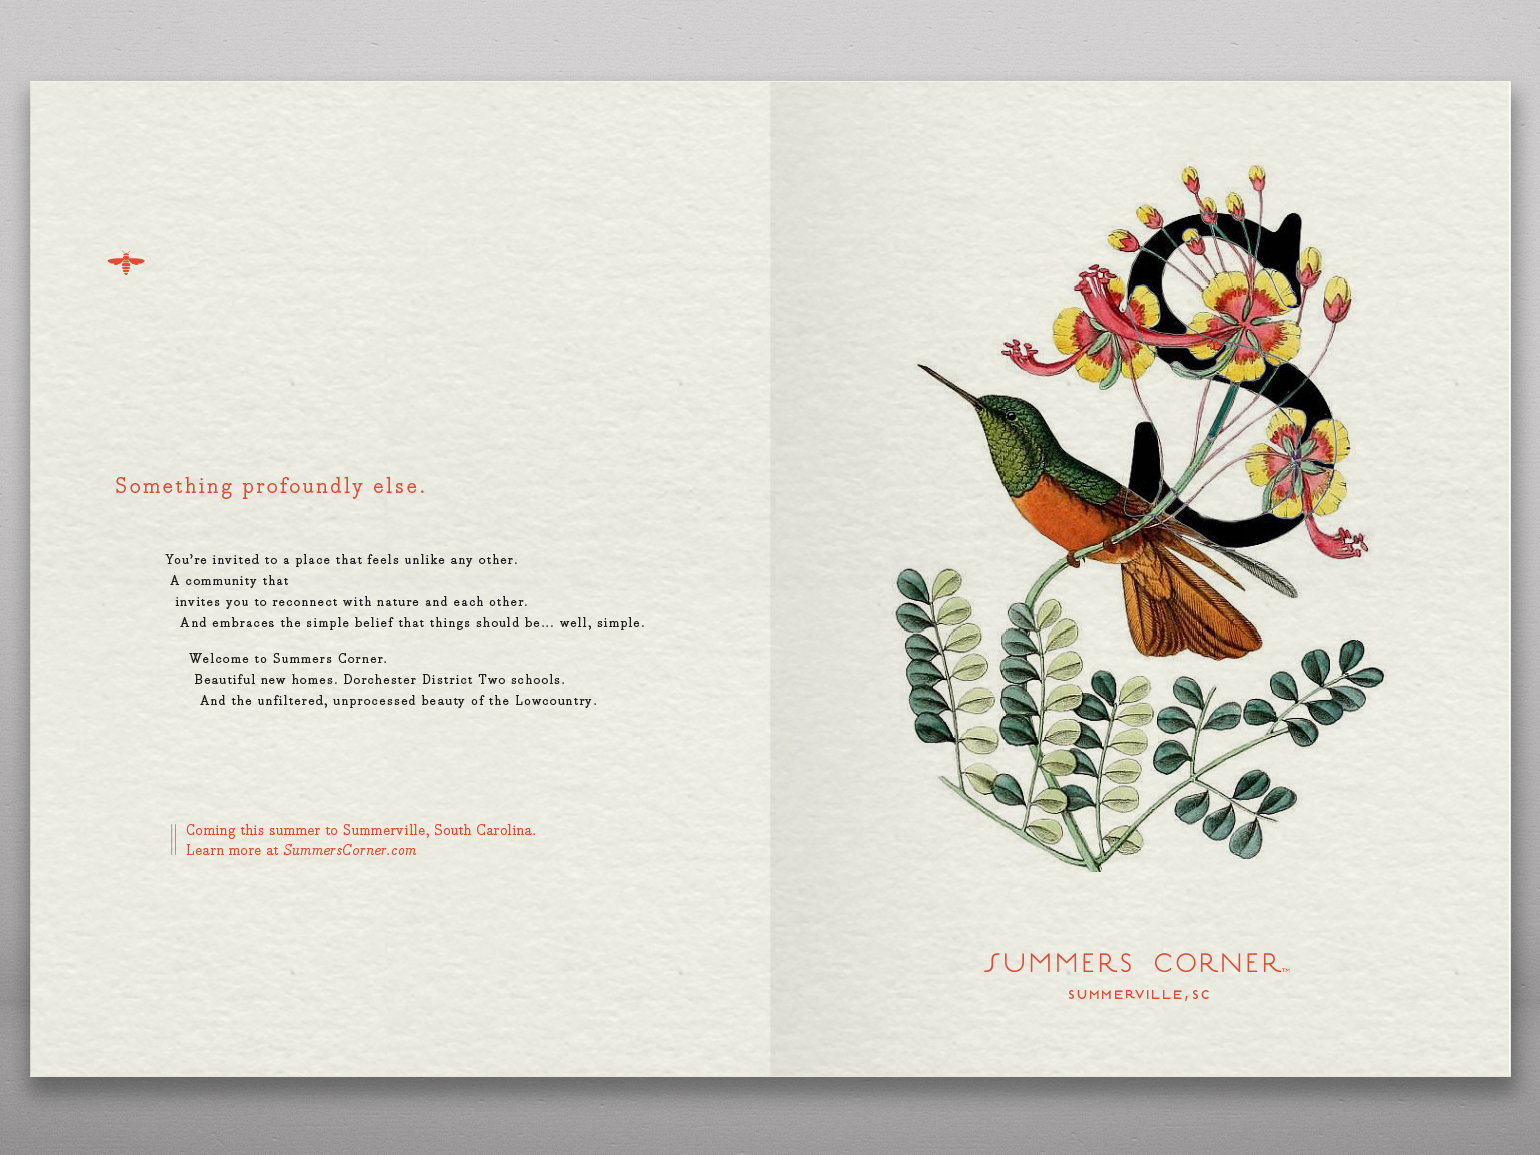 Something profoundly else.
You're invited to a place that feels unlike any other.
A community that
invites you to reconnect with nature and each other.
And embraces the simple belief that things should be... well, simple.
Welcome to Summers Corner.
Beautiful new homes. Dorchester District Two schools.
And the unfiltered, unprocessed beauty of the Lowcountry.
Coming this summer to Summerville, South Carolina.
Learn more at SummersCorner.com
S
SUMMERS CORNER™
SUMMERVILLE, SC